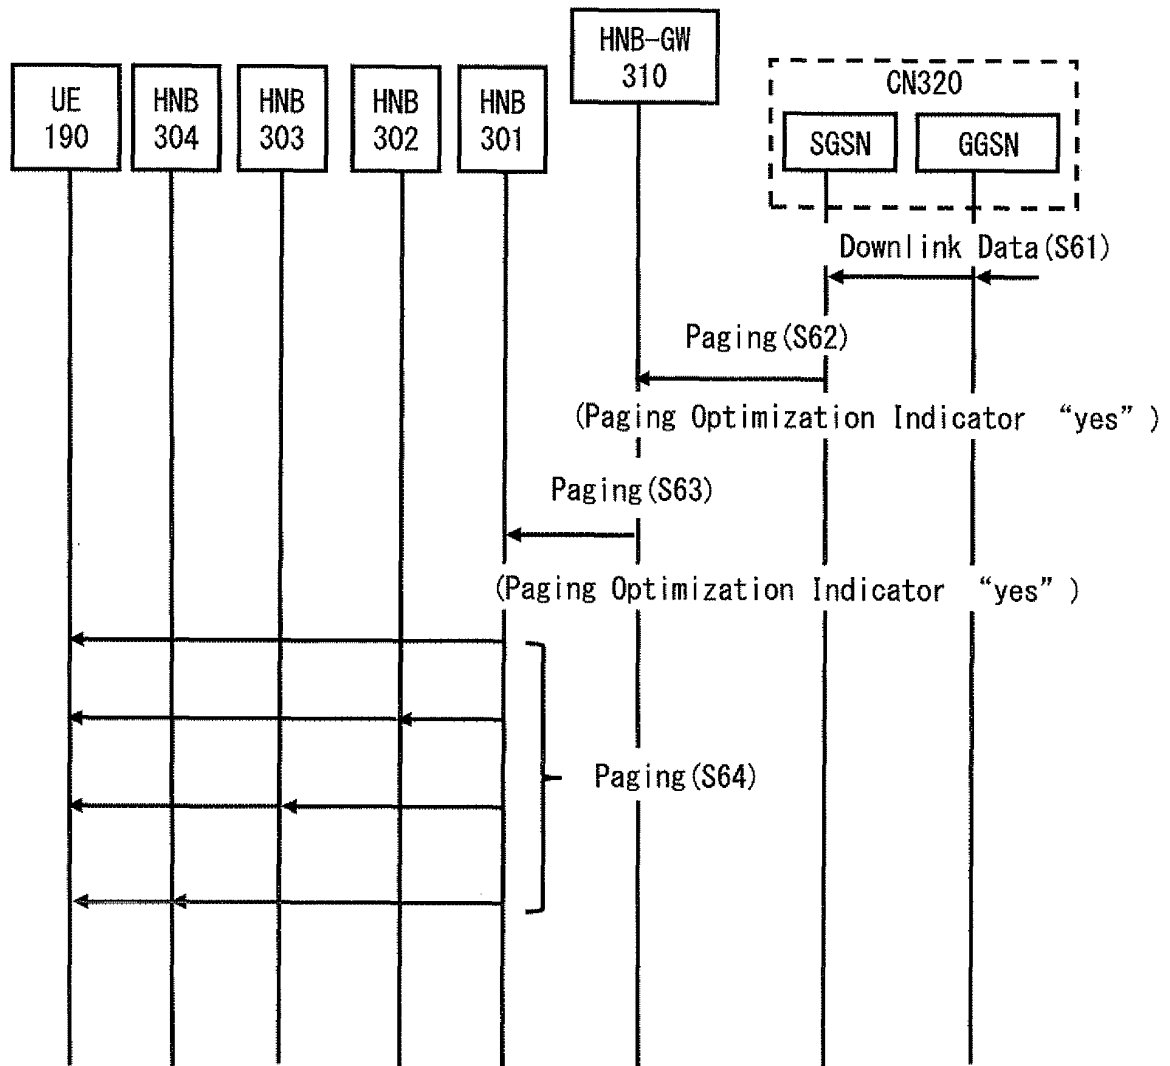 HNB-GW
310
CN320
UE
190
HNB
304
HNB
303
HNB
302
HNB
301
SGSN
GGSN
Downlink Data(S61)
Paging(S62)
(Paging Optimization Indicator “yes”)
Paging(S63)
(Paging Optimization Indicator “yes”)
Paging(S64)